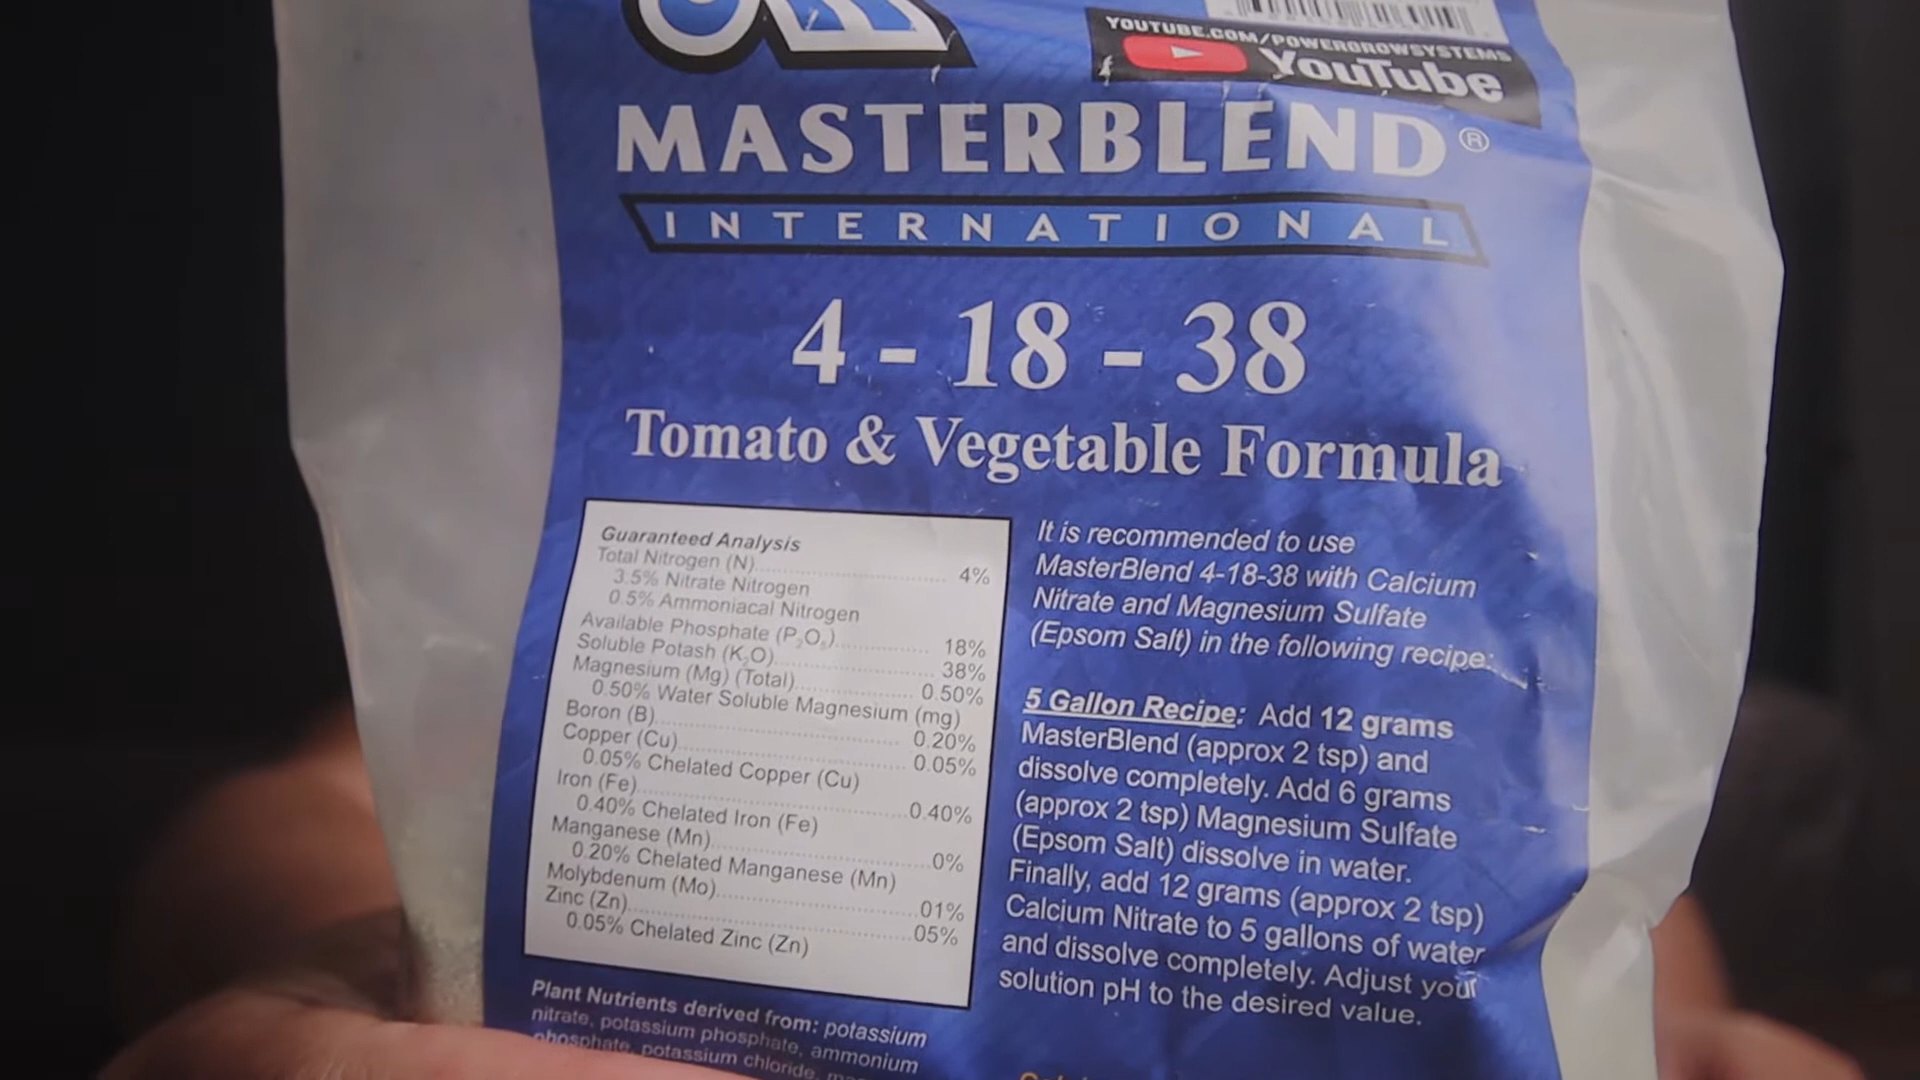 YOUTUBE.COM/POWERGROWSYSTEMS
YouTube
MASTERBLEND®
INTERNATIONAL
4 - 18 - 38
Tomato & Vegetable Formula
Guaranteed Analysis
Total Nitrogen (N) 4%
3.5% Nitrate Nitrogen
0.5% Ammoniacal Nitrogen
Available Phosphate (P2O5) 18%
Soluble Potash (K2O) 38%
Magnesium (Mg) (Total) 0.50%
0.50% Water Soluble Magnesium (mg)
Boron (B) 0.20%
Copper (Cu) 0.05%
0.05% Chelated Copper (Cu)
Iron (Fe) 0.40%
0.40% Chelated Iron (Fe)
Manganese (Mn) 0%
0.20% Chelated Manganese (Mn)
Molybdenum (Mo) .01%
Zinc (Zn) .05%
0.05% Chelated Zinc (Zn)
Plant Nutrients derived from: potassium
nitrate, potassium phosphate, ammonium
phosphate, potassium chloride,
It is recommended to use
MasterBlend 4-18-38 with Calcium
Nitrate and Magnesium Sulfate
(Epsom Salt) in the following recipe:
5 Gallon Recipe: Add 12 grams
MasterBlend (approx 2 tsp) and
dissolve completely. Add 6 grams
(approx 2 tsp) Magnesium Sulfate
(Epsom Salt) dissolve in water.
Finally, add 12 grams (approx 2 tsp)
Calcium Nitrate to 5 gallons of water
and dissolve completely. Adjust your
solution pH to the desired value.